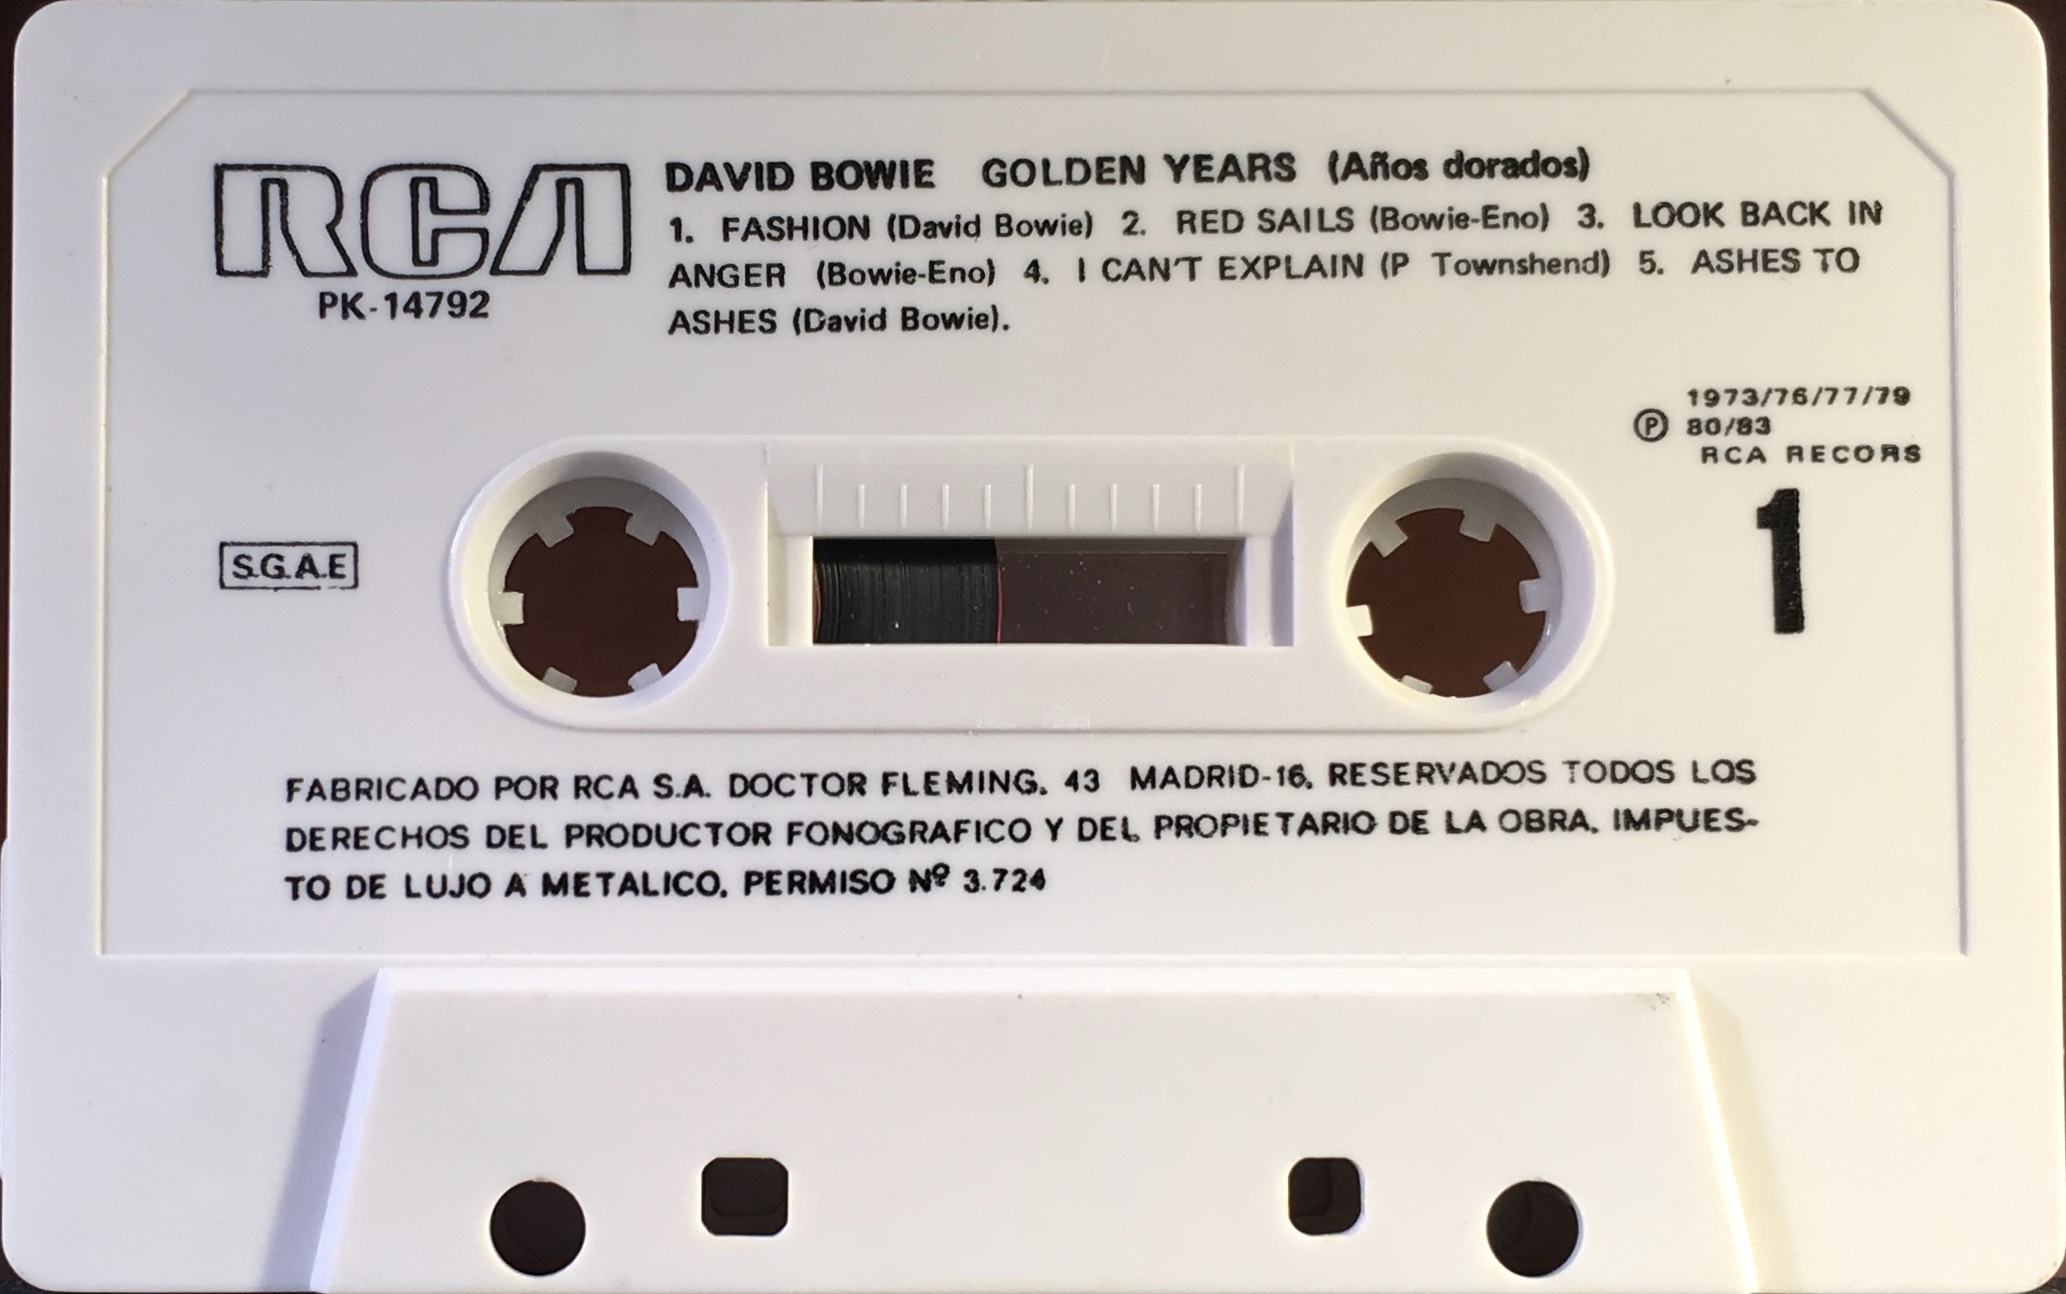 RCA
PK-14792
DAVID BOWIE GOLDEN YEARS (Años dorados)
1. FASHION (David Bowie) 2. RED SAILS (Bowie-Eno) 3. LOOK BACK IN
ANGER (Bowie-Eno) 4. I CAN'T EXPLAIN (P Townshend) 5. ASHES TO
ASHES (David Bowie).
1973/76/77/79
Ⓟ 80/83
RCA RECORS
S.G.A.E
1
FABRICADO POR RCA S.A. DOCTOR FLEMING. 43 MADRID-16. RESERVADOS TODOS LOS
DERECHOS DEL PRODUCTOR FONOGRAFICO Y DEL PROPIETARIO DE LA OBRA. IMPUES-
TO DE LUJO A METALICO. PERMISO Nº 3.724